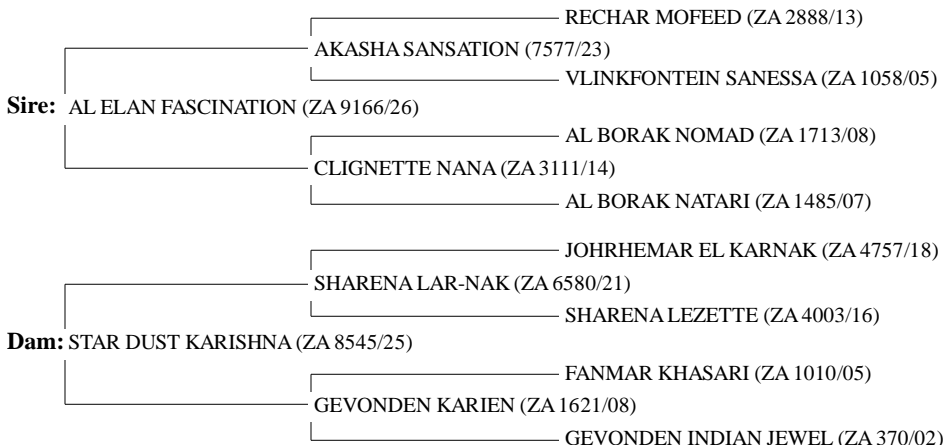 RECHAR MOFEED (ZA 2888/13)
AKASHA SANSATION (7577/23)
VLINKFONTEIN SANESSA (ZA 1058/05)
Sire: AL ELAN FASCINATION (ZA 9166/26)
AL BORAK NOMAD (ZA 1713/08)
CLIGNETTE NANA (ZA 3111/14)
AL BORAK NATARI (ZA 1485/07)
JOHRHEMAR EL KARNAK (ZA 4757/18)
SHARENA LAR-NAK (ZA 6580/21)
SHARENA LEZETTE (ZA 4003/16)
Dam: STAR DUST KARISHNA (ZA 8545/25)
FANMAR KHASARI (ZA 1010/05)
GEVONDEN KARIEN (ZA 1621/08)
GEVONDEN INDIAN JEWEL (ZA 370/02)